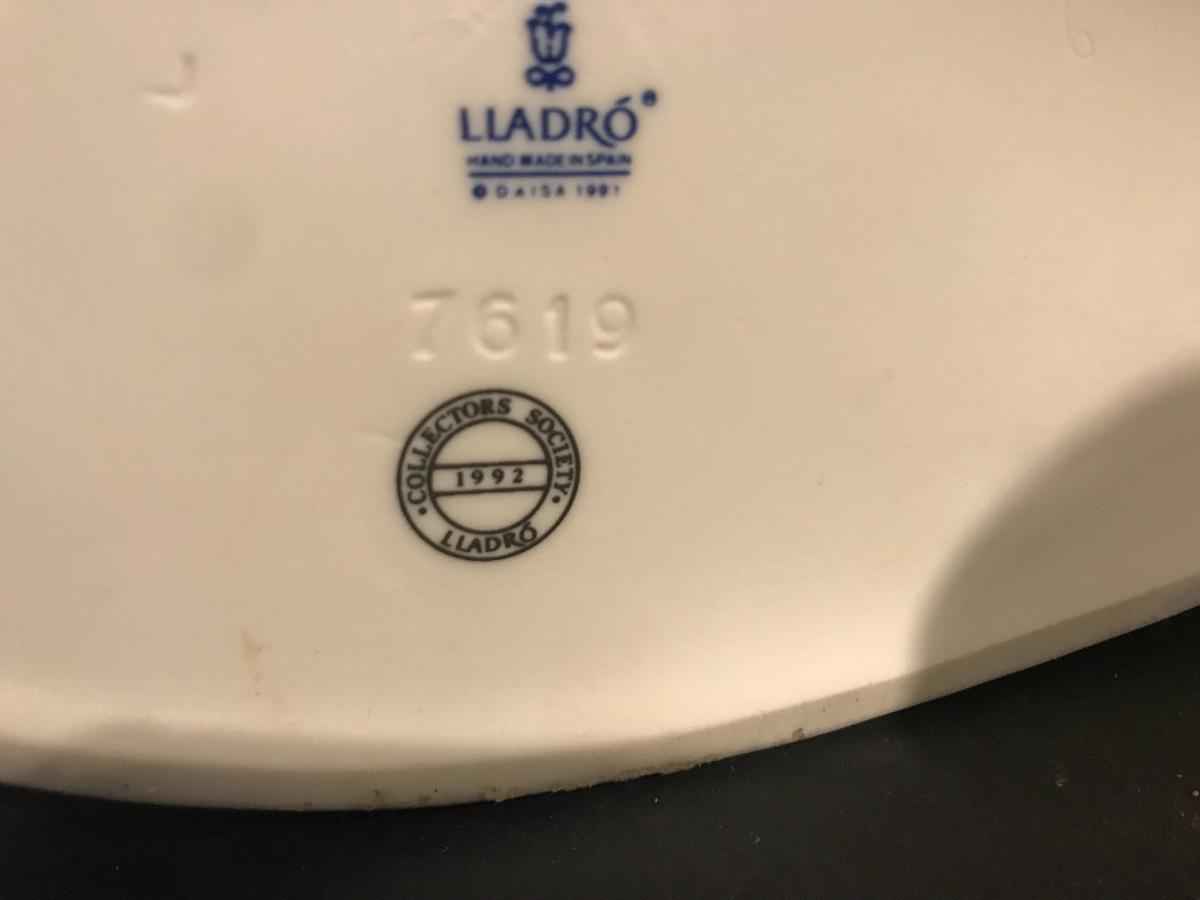 LLADRÓ®
HAND MADE IN SPAIN
© DAISA 1991
7619
COLLECTORS SOCIETY
1992
LLADRÓ